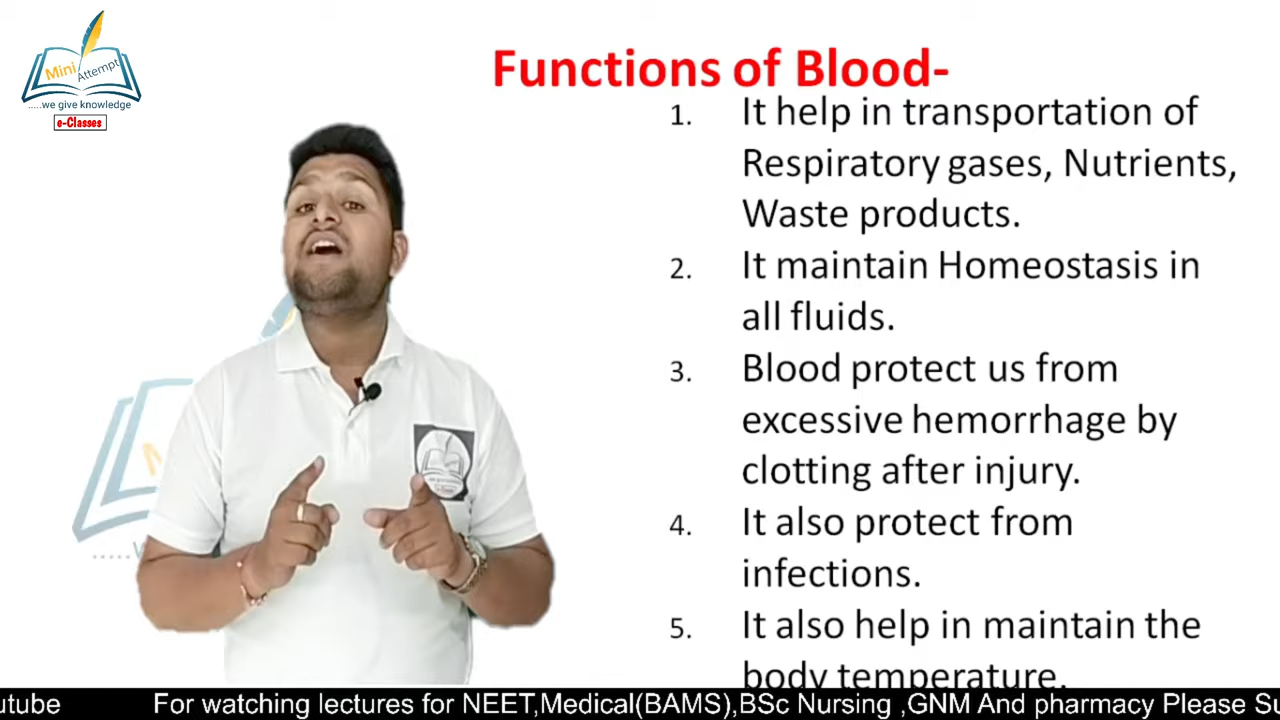 Mini
Attempt
.....we give knowledge
e-Classes
Functions of Blood-
1. It help in transportation of
Respiratory gases, Nutrients,
Waste products.
2. It maintain Homeostasis in
all fluids.
3. Blood protect us from
excessive hemorrhage by
clotting after injury.
4. It also protect from
infections.
5. It also help in maintain the
body temperature.
utube For watching lectures for NEET,Medical(BAMS),BSc Nursing ,GNM And pharmacy Please Su